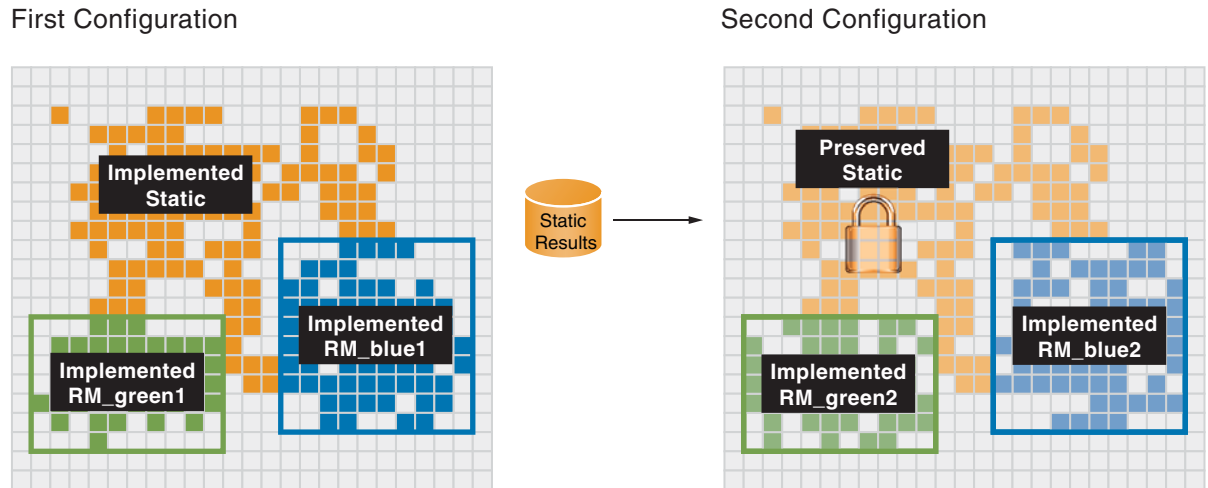 First Configuration
Second Configuration
Implemented
Static
Implemented
RM_blue1
Implemented
RM_green1
Static
Results
Preserved
Static
Implemented
RM_blue2
Implemented
RM_green2